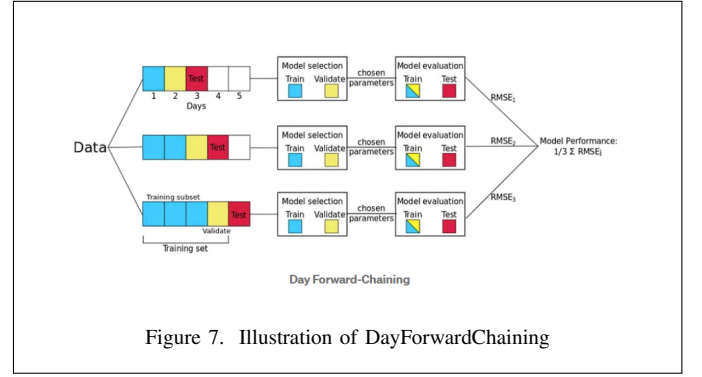 Data
Test
1 2 3 4 5
Days
Model selection
Train Validate
chosen
parameters
Model evaluation
Train Test
RMSE1
Test
Model selection
Train Validate
chosen
parameters
Model evaluation
Train Test
RMSE2
Training subset
Test
Validate
Training set
Model selection
Train Validate
chosen
parameters
Model evaluation
Train Test
RMSE3
Model Performance:
1/3 Σ RMSEi
Day Forward-Chaining
Figure 7. Illustration of DayForwardChaining